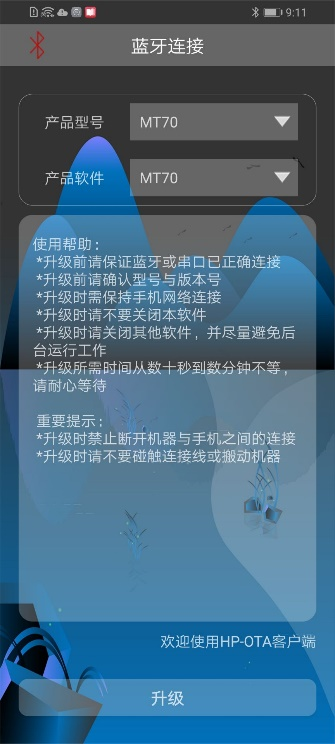 9:11
蓝牙连接
产品型号 MT70
产品软件 MT70
使用帮助：
*升级前请保证蓝牙或串口已正确连接
*升级前请确认型号与版本号
*升级时需保持手机网络连接
*升级时请不要关闭本软件
*升级时请关闭其他软件，并尽量避免后
台运行工作
*升级所需时间从数十秒到数分钟不等，
请耐心等待
重要提示：
*升级时禁止断开机器与手机之间的连接
*升级时请不要碰触连接线或搬动机器
欢迎使用HP-OTA客户端
升级